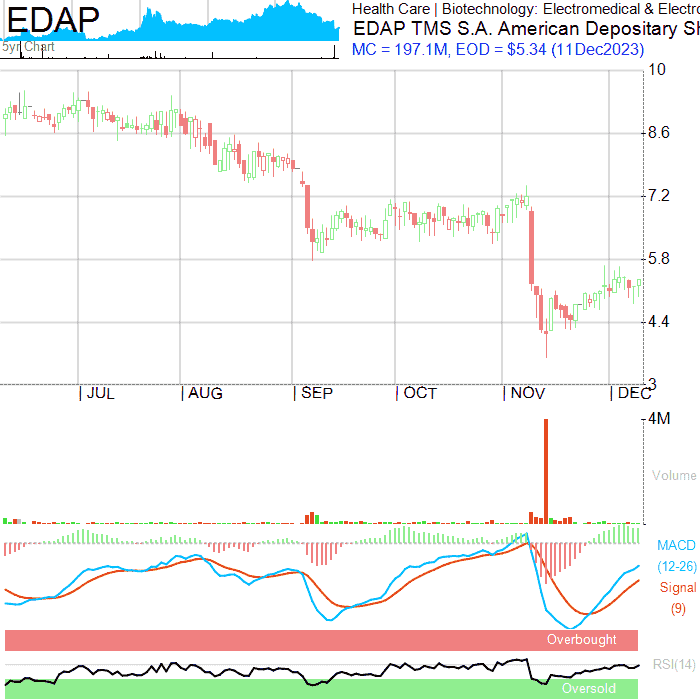 EDAP
5yr Chart
Health Care | Biotechnology: Electromedical & Electro
EDAP TMS S.A. American Depositary Sh
MC = 197.1M, EOD = $5.34 (11Dec2023)
10
8.6
7.2
5.8
4.4
3
JUL AUG SEP OCT NOV DEC
4M
Volume
MACD
(12-26)
Signal
(9)
Overbought
RSI(14)
Oversold